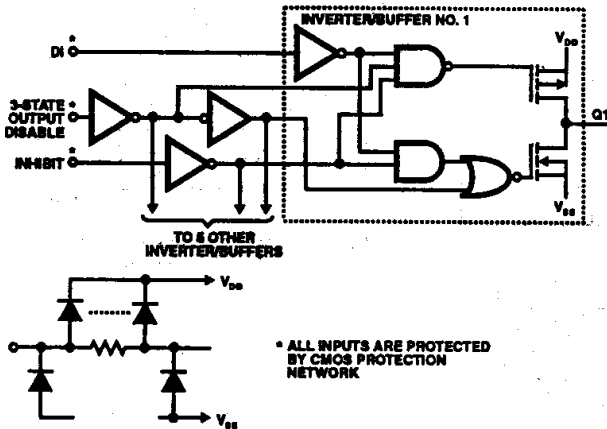 INVERTER/BUFFER NO. 1
VDD
*
DI
3-STATE *
OUTPUT
DISABLE
Q1
*
INHIBIT
VSS
TO 5 OTHER
INVERTER/BUFFERS
VDD
* ALL INPUTS ARE PROTECTED
BY CMOS PROTECTION
NETWORK
VSS